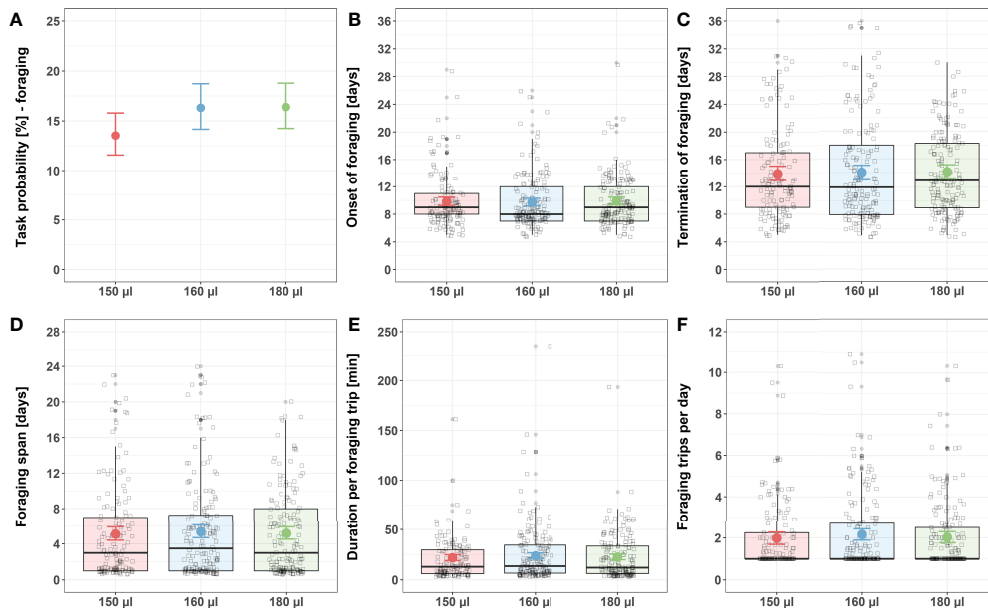 A
Task probability [%] - foraging
25
20
15
10
5
0
150 µl
160 µl
180 µl
B
Onset of foraging [days]
36
32
28
24
20
16
12
8
4
0
150 µl
160 µl
180 µl
C
Termination of foraging [days]
36
32
28
24
20
16
12
8
4
0
150 µl
160 µl
180 µl
D
Foraging span [days]
28
24
20
16
12
8
4
0
150 µl
160 µl
180 µl
E
Duration per foraging trip [min]
250
200
150
100
50
0
150 µl
160 µl
180 µl
F
Foraging trips per day
12
10
8
6
4
2
0
150 µl
160 µl
180 µl